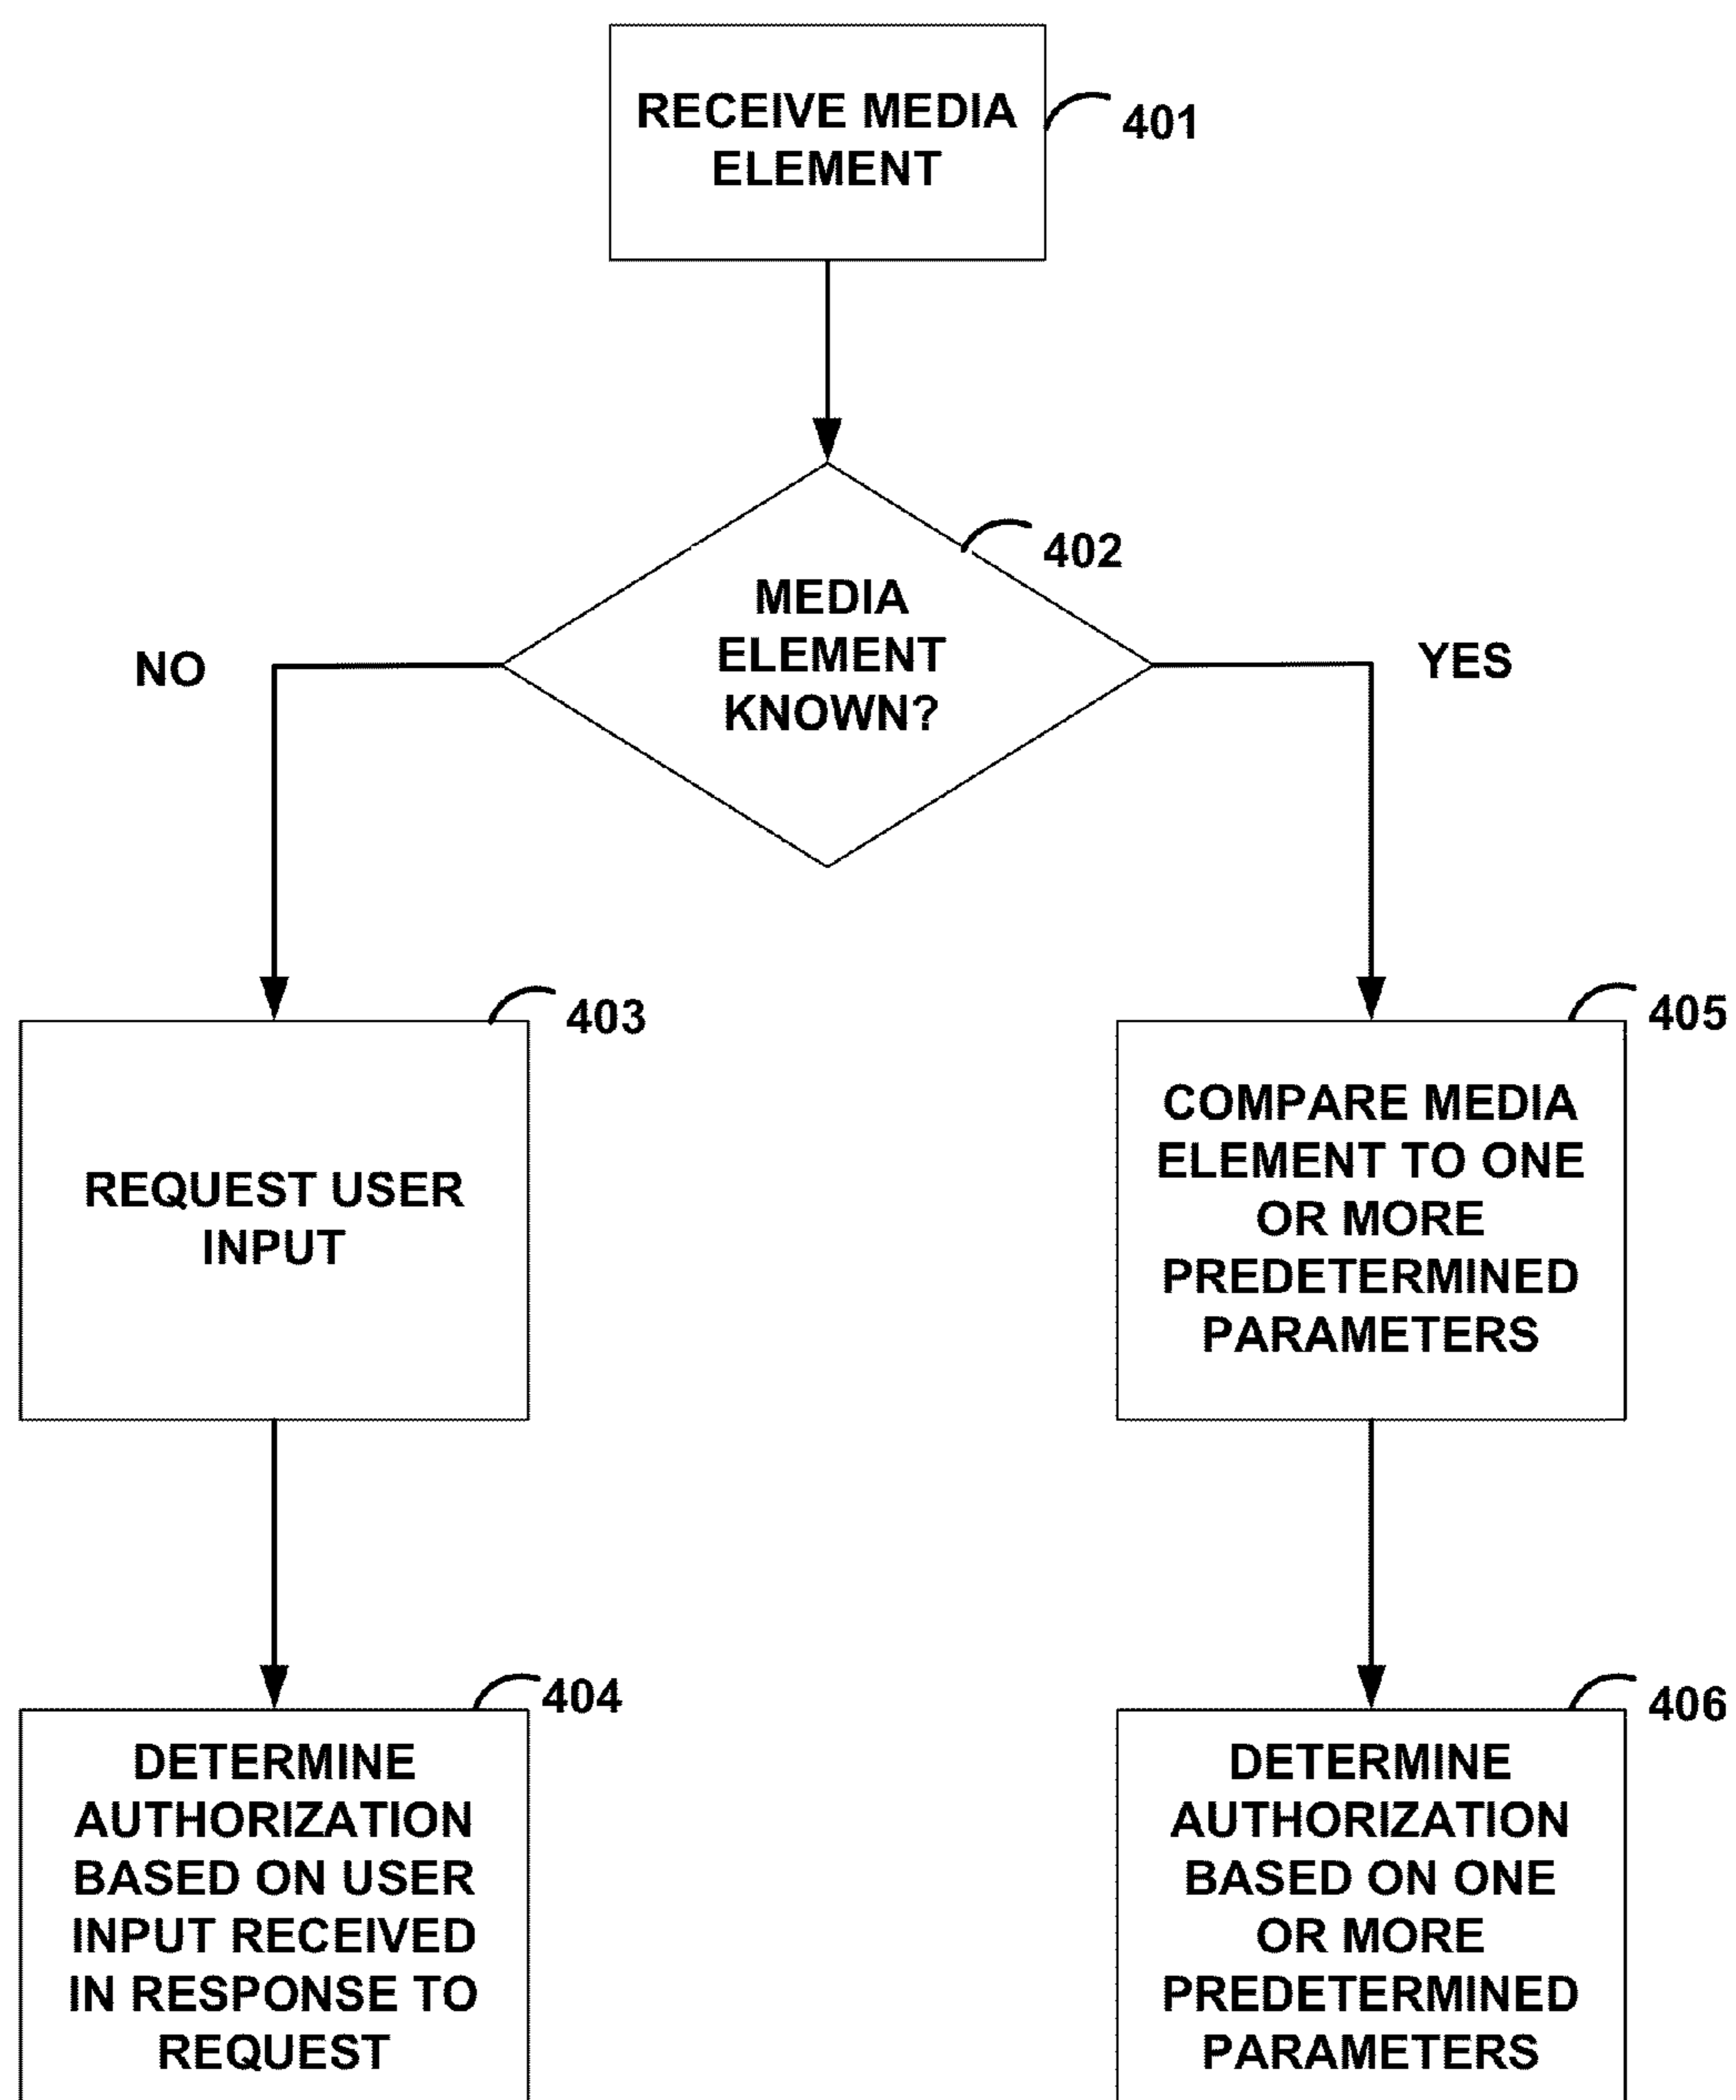 RECEIVE MEDIA
ELEMENT
401
402
MEDIA
ELEMENT
KNOWN?
NO
YES
403
REQUEST USER
INPUT
405
COMPARE MEDIA
ELEMENT TO ONE
OR MORE
PREDETERMINED
PARAMETERS
404
DETERMINE
AUTHORIZATION
BASED ON USER
INPUT RECEIVED
IN RESPONSE TO
REQUEST
406
DETERMINE
AUTHORIZATION
BASED ON ONE
OR MORE
PREDETERMINED
PARAMETERS